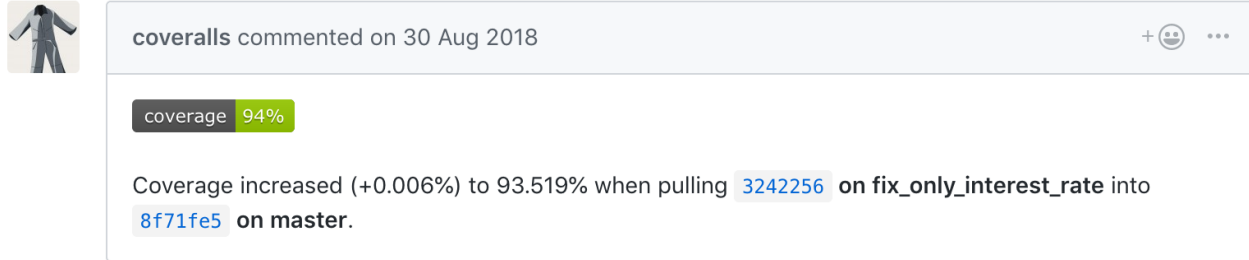 coveralls commented on 30 Aug 2018
coverage 94%
Coverage increased (+0.006%) to 93.519% when pulling 3242256 on fix_only_interest_rate into
8f71fe5 on master.